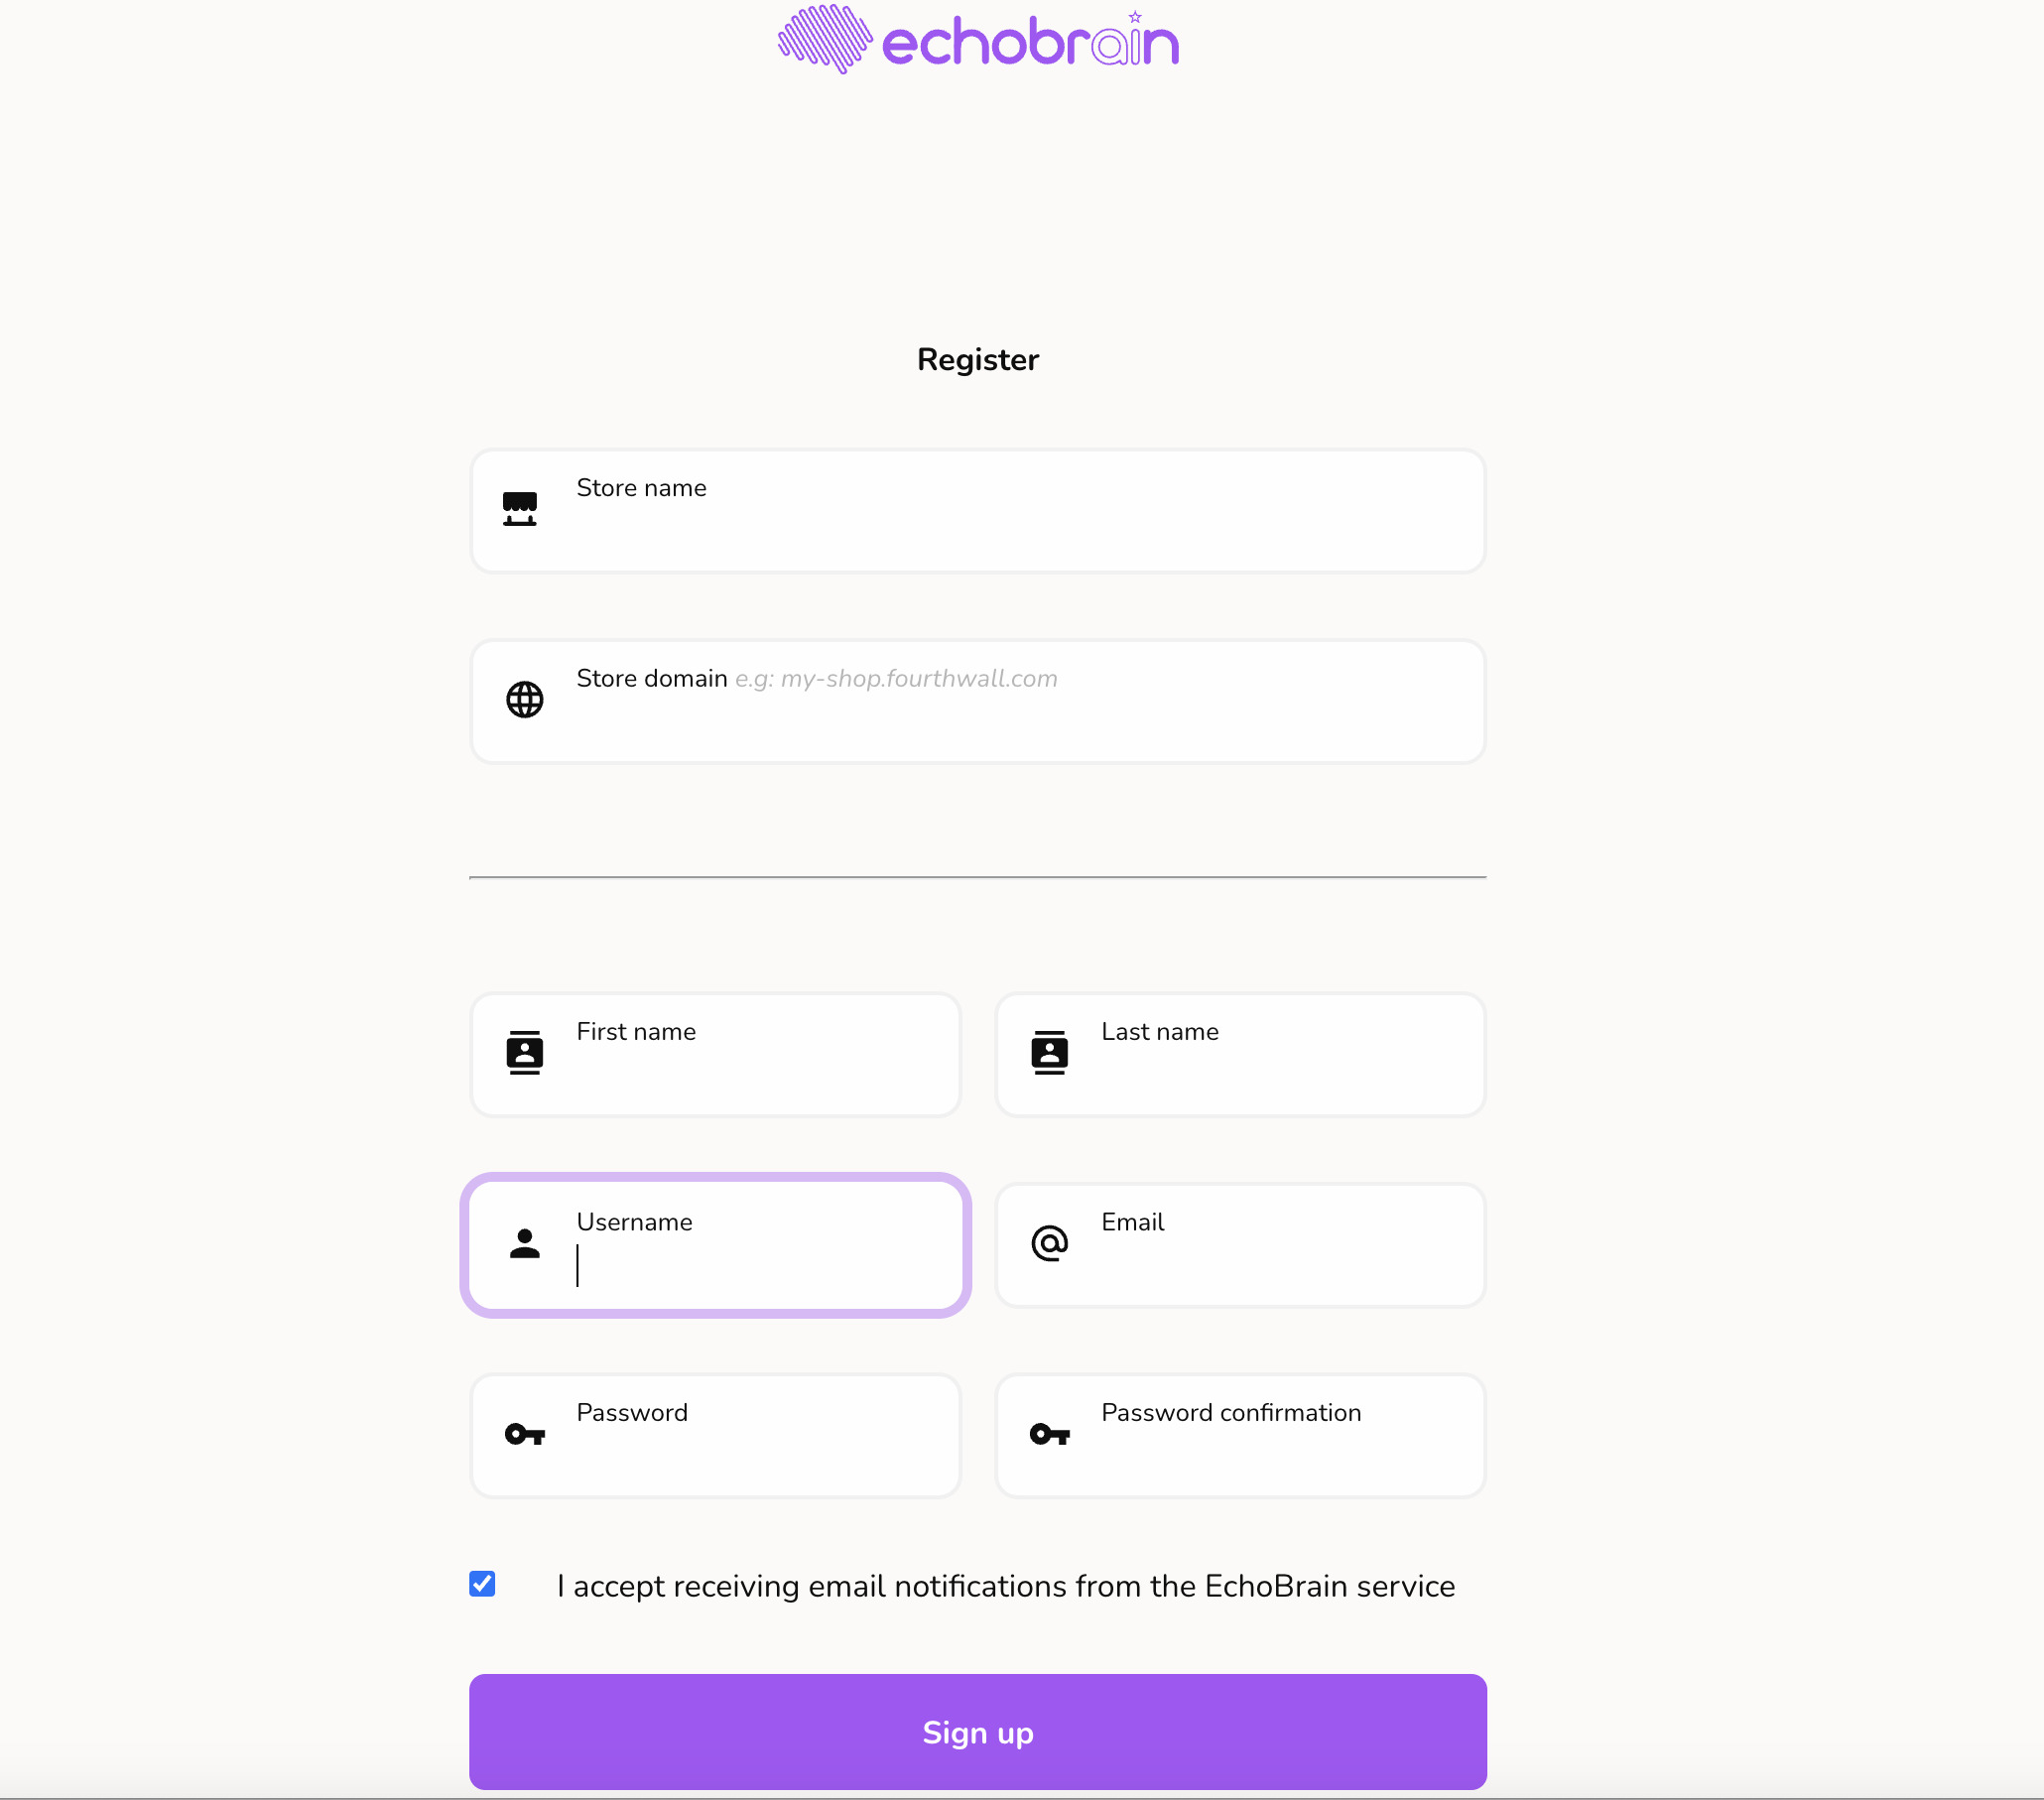 echobrain
Register
Store name
Store domain e.g: my-shop.fourthwall.com
First name
Last name
Username
Email
Password
Password confirmation
I accept receiving email notifications from the EchoBrain service
Sign up